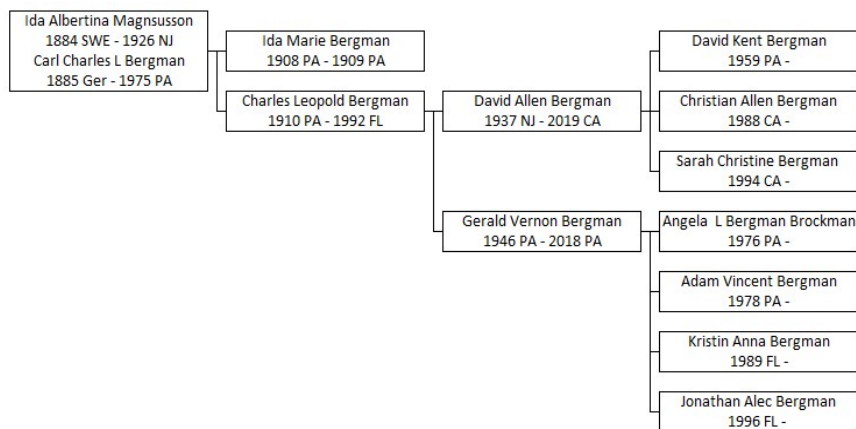 Ida Albertina Magnsusson
1884 SWE - 1926 NJ
Carl Charles L Bergman
1885 Ger - 1975 PA
Ida Marie Bergman
1908 PA - 1909 PA
Charles Leopold Bergman
1910 PA - 1992 FL
David Allen Bergman
1937 NJ - 2019 CA
Gerald Vernon Bergman
1946 PA - 2018 PA
David Kent Bergman
1959 PA -
Christian Allen Bergman
1988 CA -
Sarah Christine Bergman
1994 CA -
Angela L Bergman Brockman
1976 PA -
Adam Vincent Bergman
1978 PA -
Kristin Anna Bergman
1989 FL -
Jonathan Alec Bergman
1996 FL -